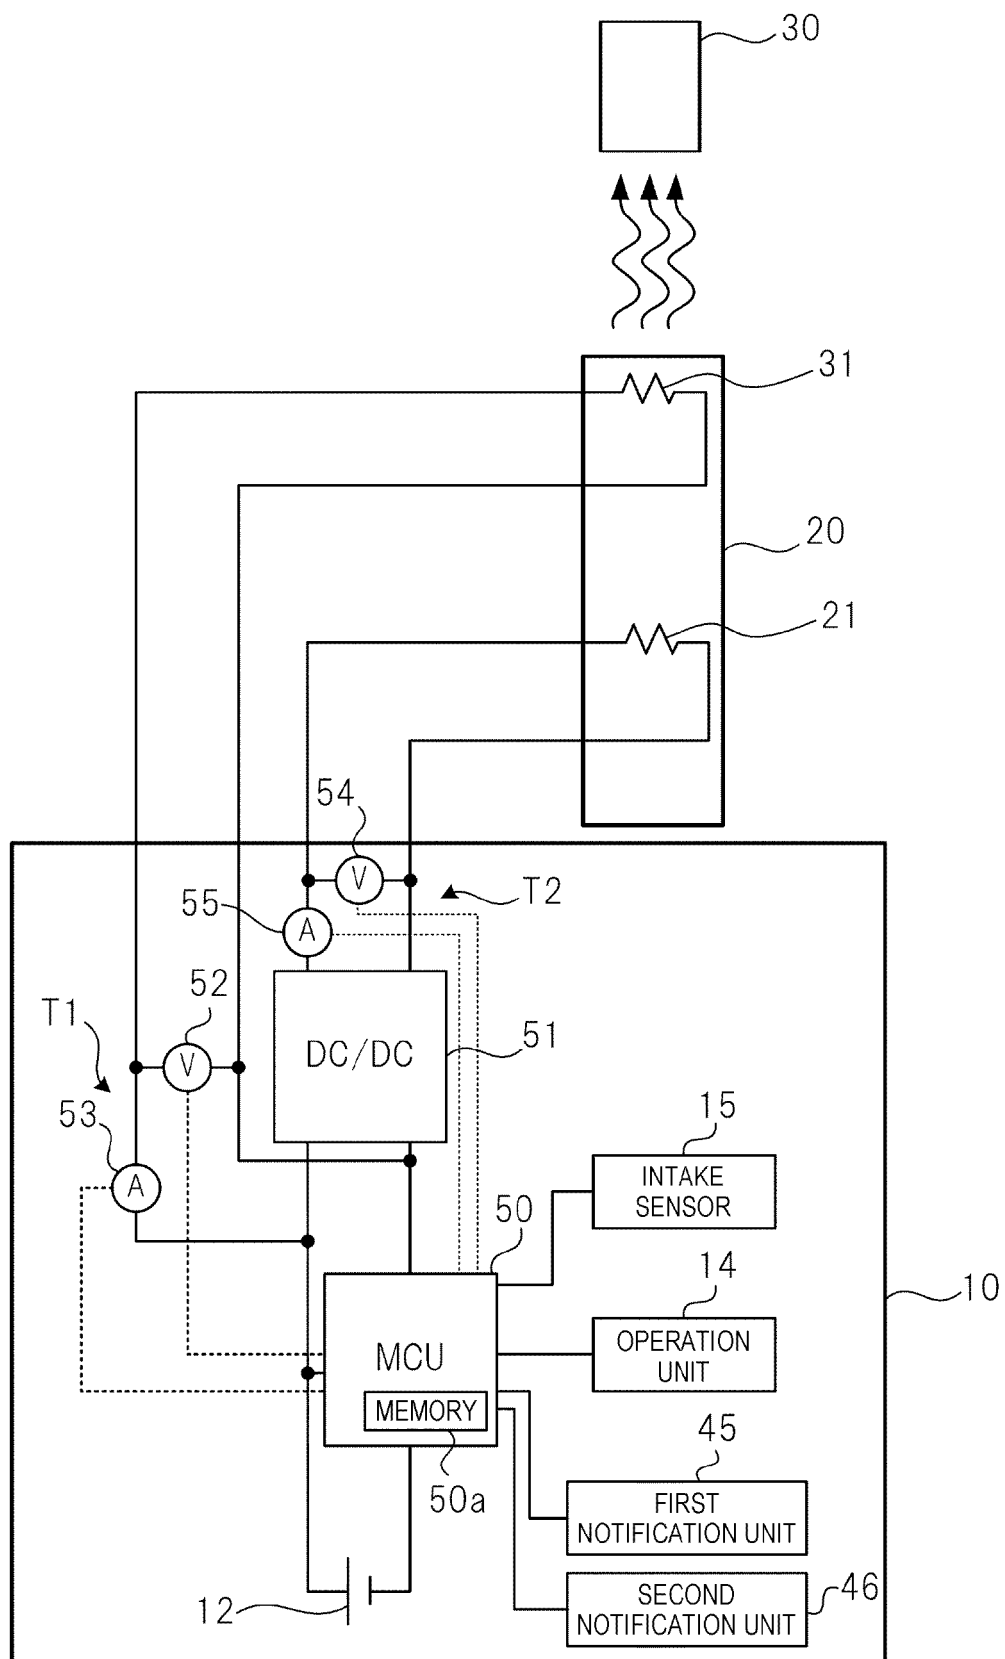 30
31
20
21
54
V
T2
55
A
52
T1
V
DC/DC
51
53
A
15
INTAKE
SENSOR
50
14
10
MCU
OPERATION
UNIT
MEMORY
45
50a
FIRST
NOTIFICATION UNIT
12
SECOND
NOTIFICATION UNIT
46